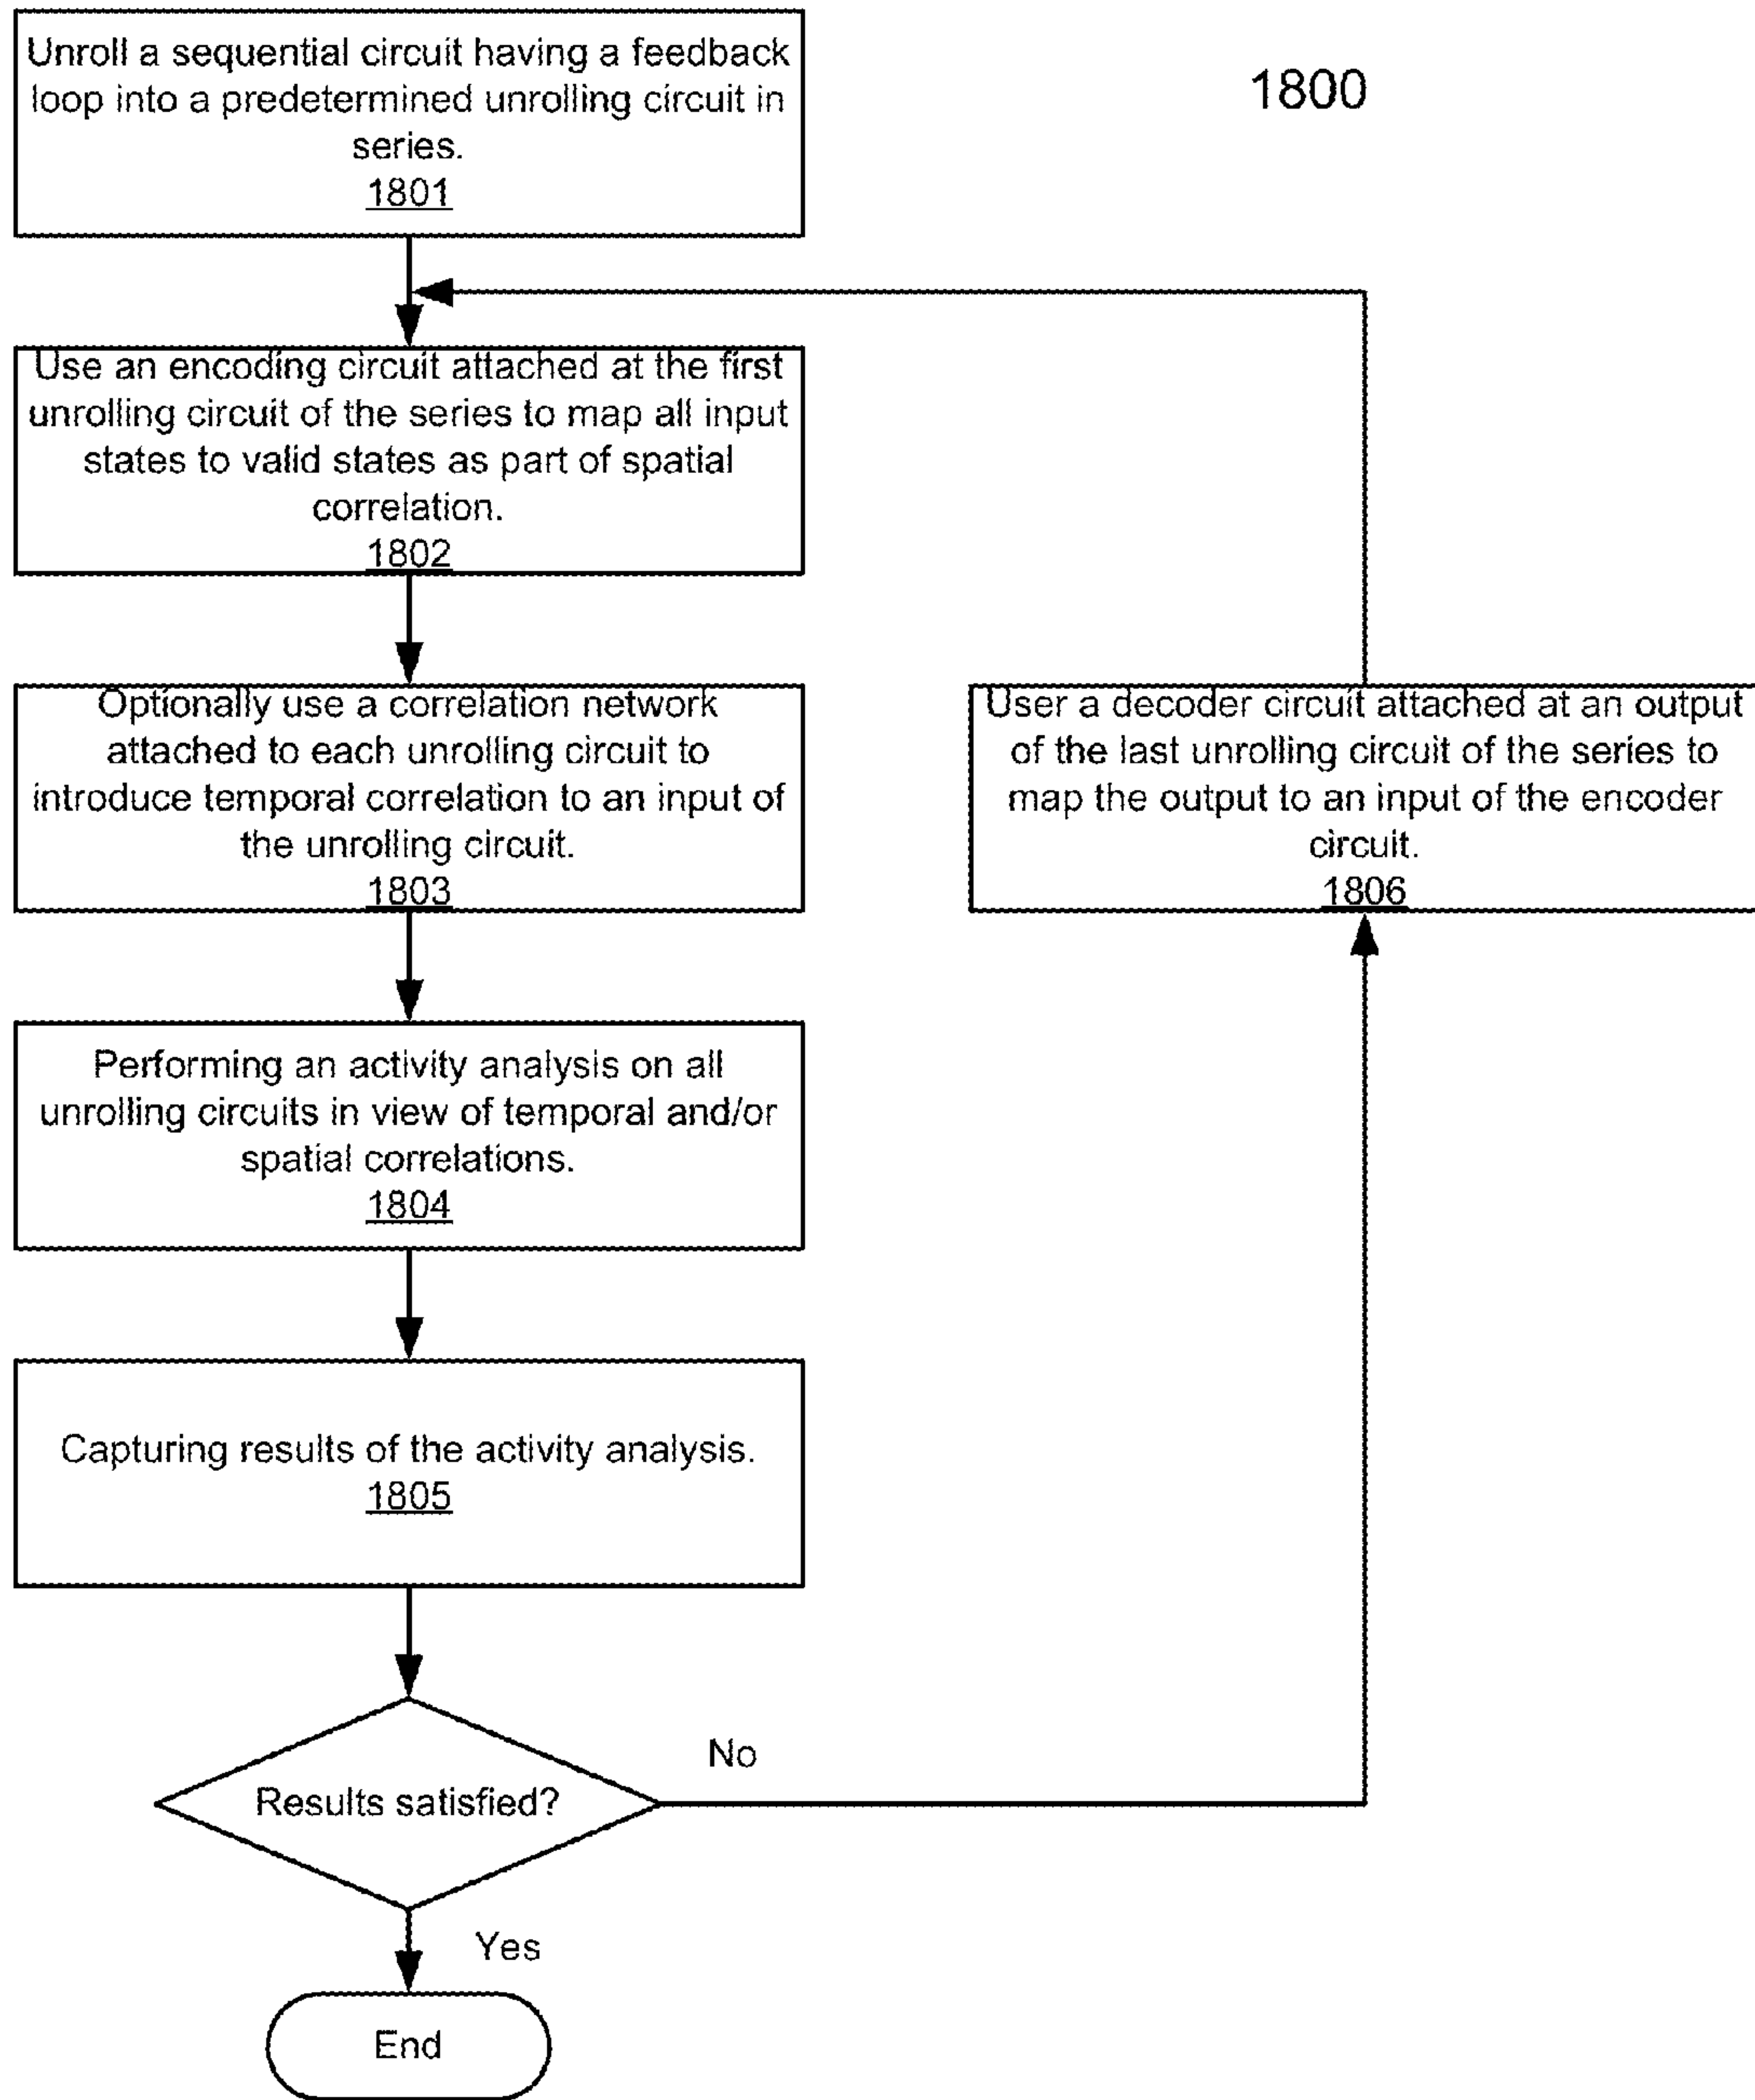 Unroll a sequential circuit having a feedback
loop into a predetermined unrolling circuit in
series.
1801
1800
Use an encoding circuit attached at the first
unrolling circuit of the series to map all input
states to valid states as part of spatial
correlation.
1802
Optionally use a correlation network
attached to each unrolling circuit to
introduce temporal correlation to an input of
the unrolling circuit.
1803
User a decoder circuit attached at an output
of the last unrolling circuit of the series to
map the output to an input of the encoder
circuit.
1806
Performing an activity analysis on all
unrolling circuits in view of temporal and/or
spatial correlations.
1804
Capturing results of the activity analysis.
1805
Results satisfied?
No
Yes
End